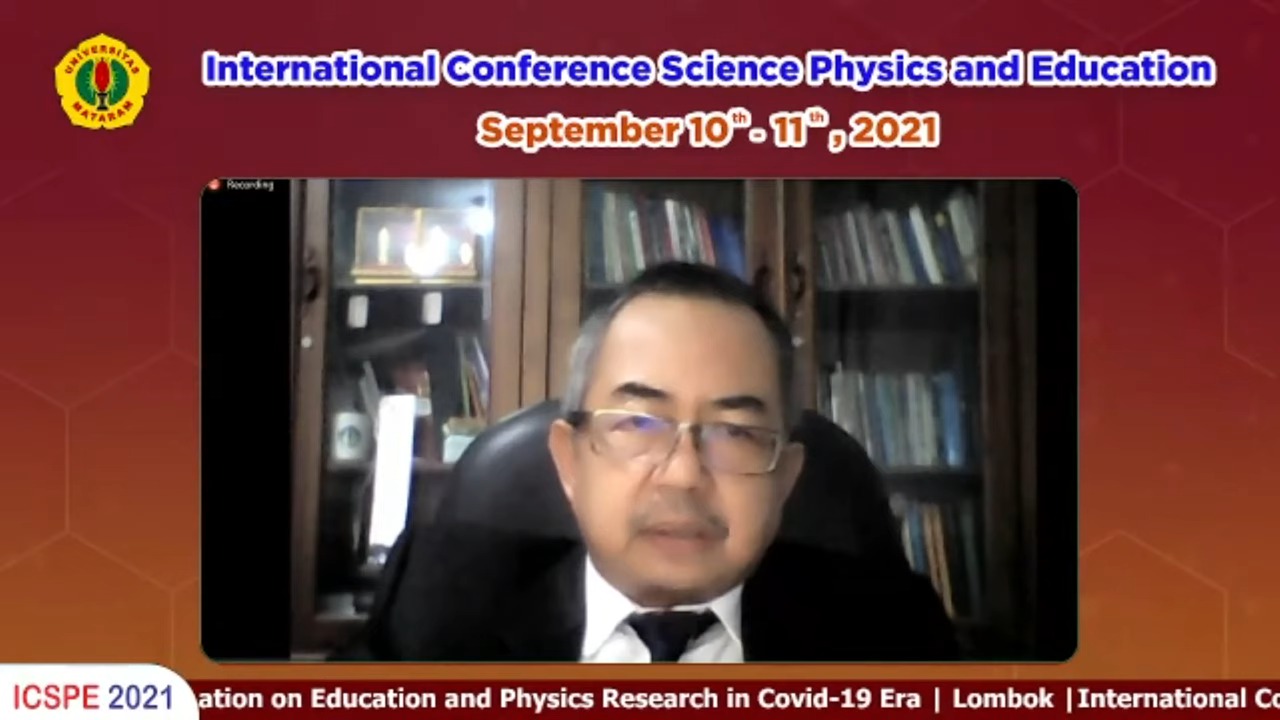 UNIVERSITAS
MATARAM
International Conference Science Physics and Education
September 10th - 11th, 2021
Recording
ICSPE 2021
ation on Education and Physics Research in Covid-19 Era | Lombok |International Co